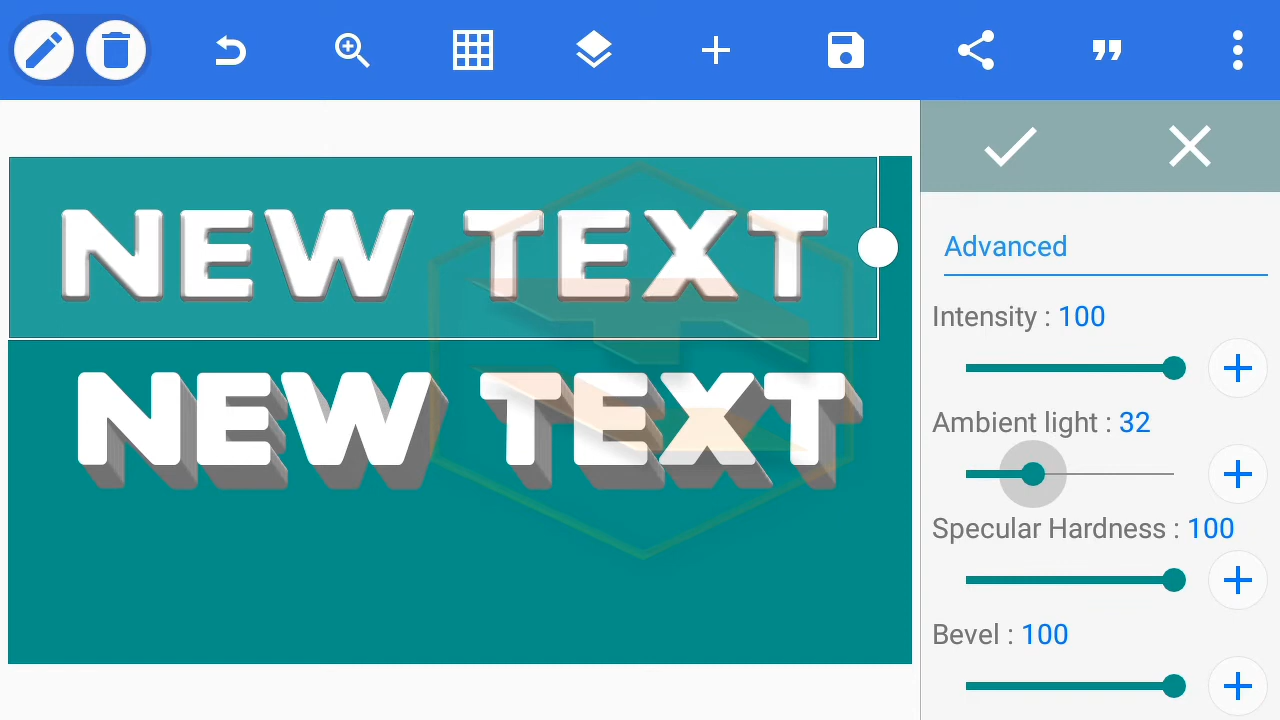 Advanced
Intensity : 100
Ambient light : 32
Specular Hardness : 100
Bevel : 100
NEW TEXT
NEW TEXT